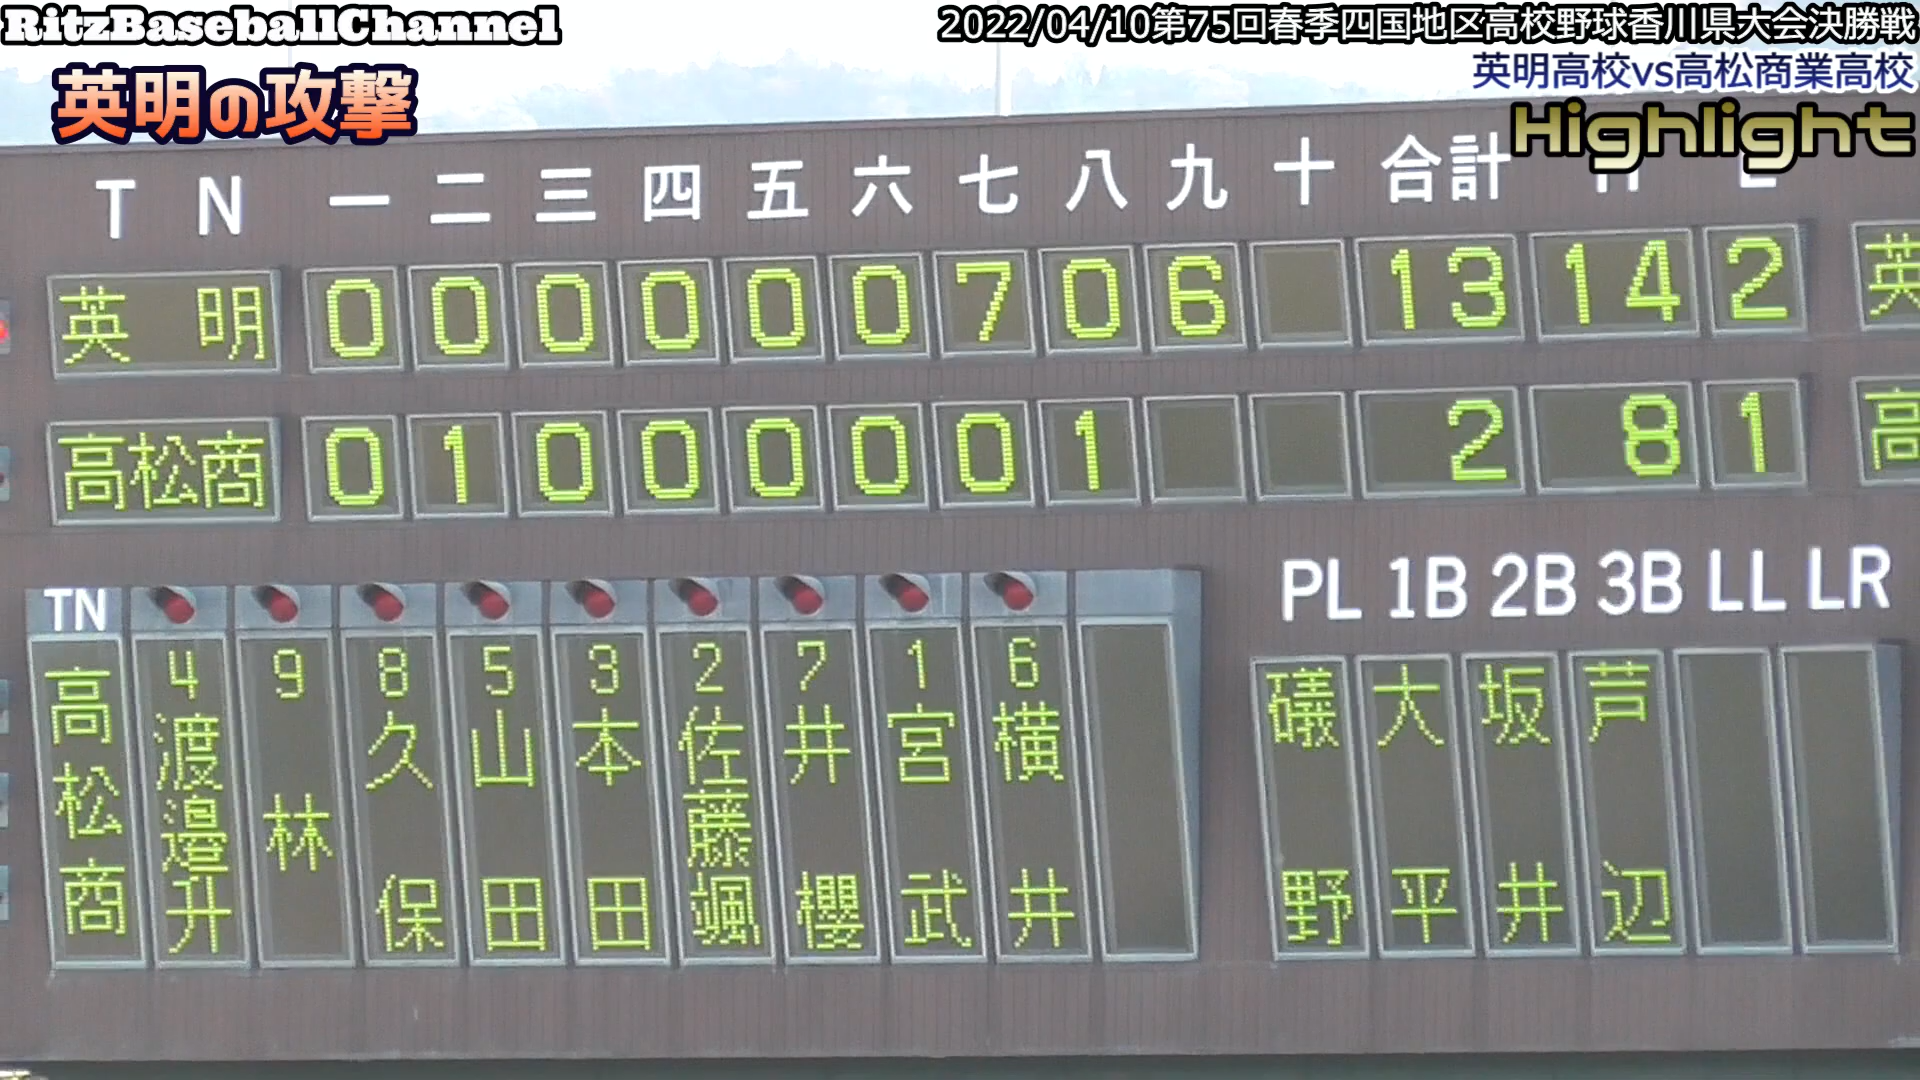 RitzBaseballChannel
2022/04/10第75回春季四国地区高校野球香川県大会決勝戦
英明高校vs高松商業高校
英明の攻撃
Highlight
T N 一 二 三 四 五 六 七 八 九 十 合計 H E
英明 0 0 0 0 0 0 7 0 6 13 14 2 英
高松商 0 1 0 0 0 0 0 1 2 8 1 高
TN
高松商
4 渡邉升
9 林
8 久保
5 山田
3 本田
2 佐藤颯
7 井櫻
1 宮武
6 横井
PL 1B 2B 3B LL LR
礒野
大平
坂井
芦辺